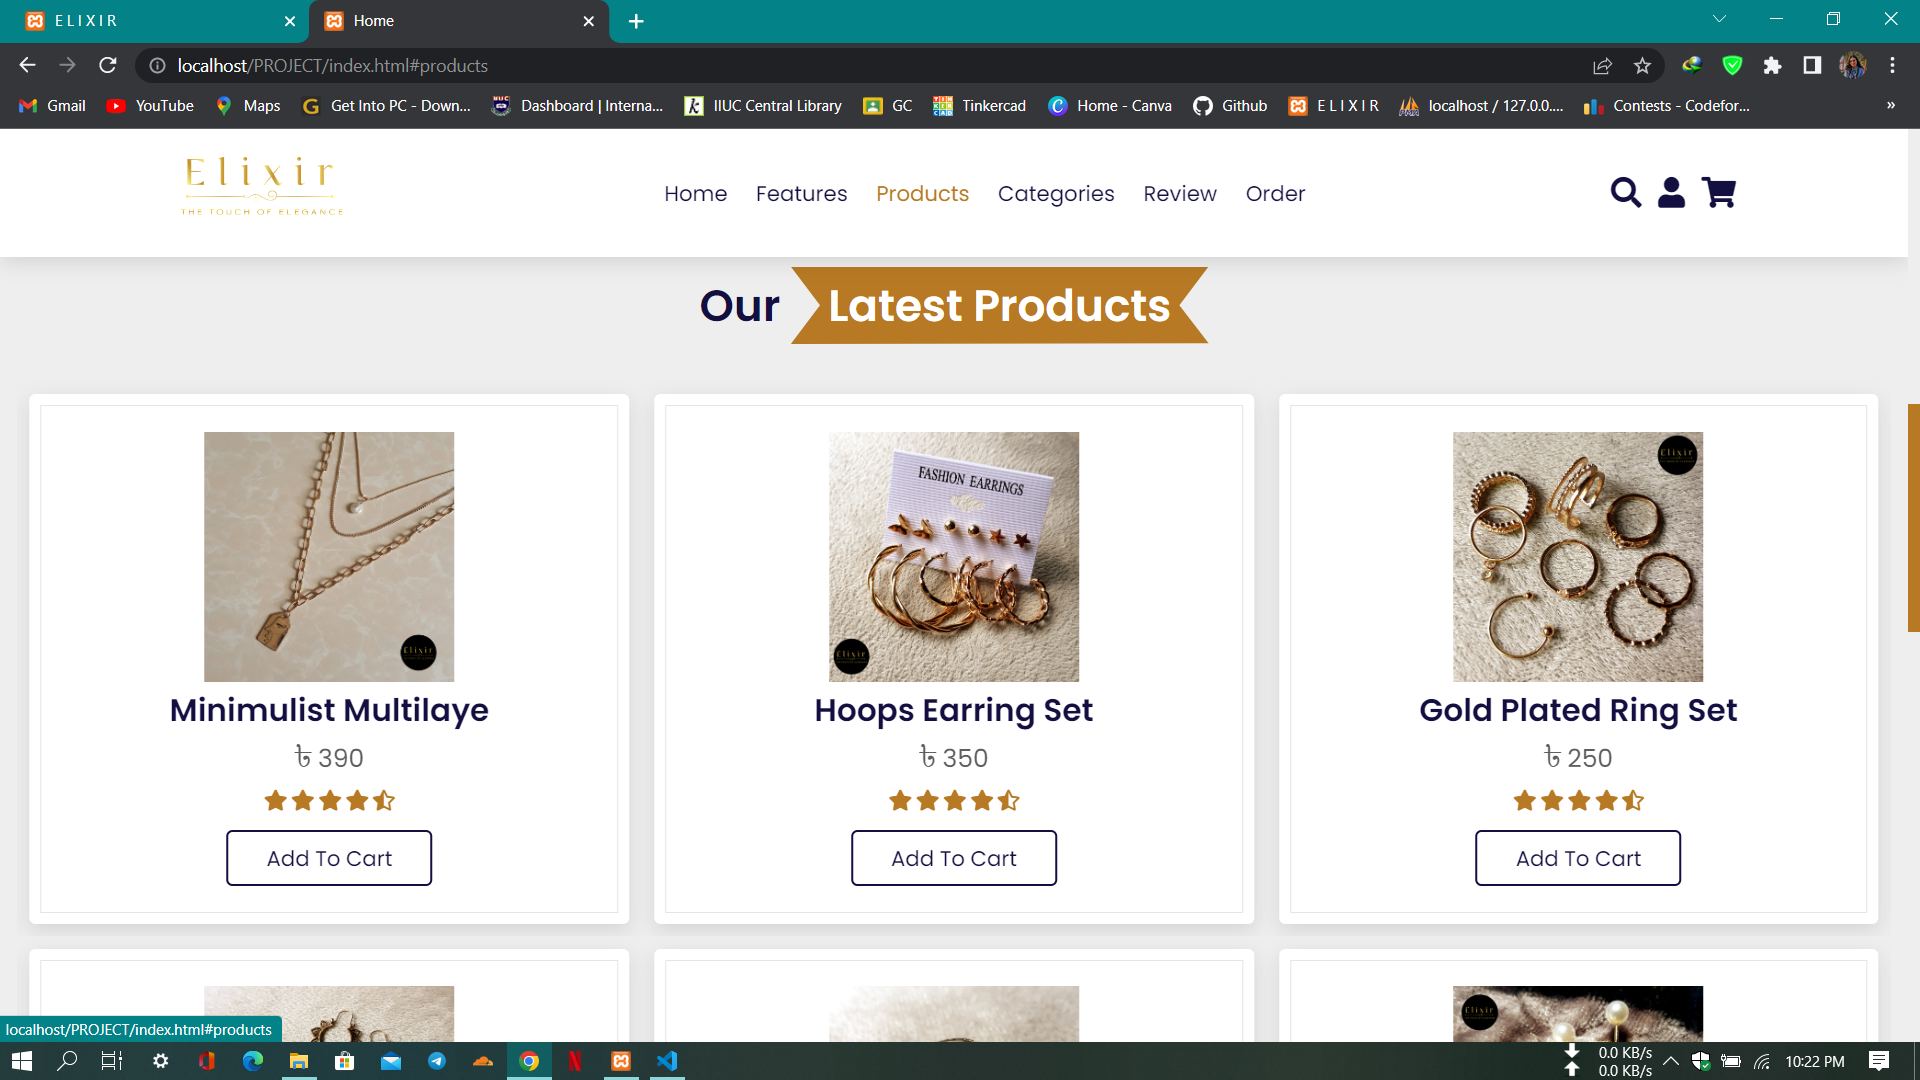 E L I X I R
Home
localhost/PROJECT/index.html#products
Gmail
YouTube
Maps
Get Into PC - Down...
Dashboard | Interna...
IIUC Central Library
GC
Tinkercad
Home - Canva
Github
E L I X I R
localhost / 127.0.0....
Contests - Codefor...
»
Elixir
THE TOUCH OF ELEGANCE
Home
Features
Products
Categories
Review
Order
Our Latest Products
FASHION EARRINGS
Elixir
Elixir
Elixir
Minimulist Multilaye
Hoops Earring Set
Gold Plated Ring Set
৳ 390
৳ 350
৳ 250
Add To Cart
Add To Cart
Add To Cart
Elixir
localhost/PROJECT/index.html#products
0.0 KB/s
0.0 KB/s
10:22 PM